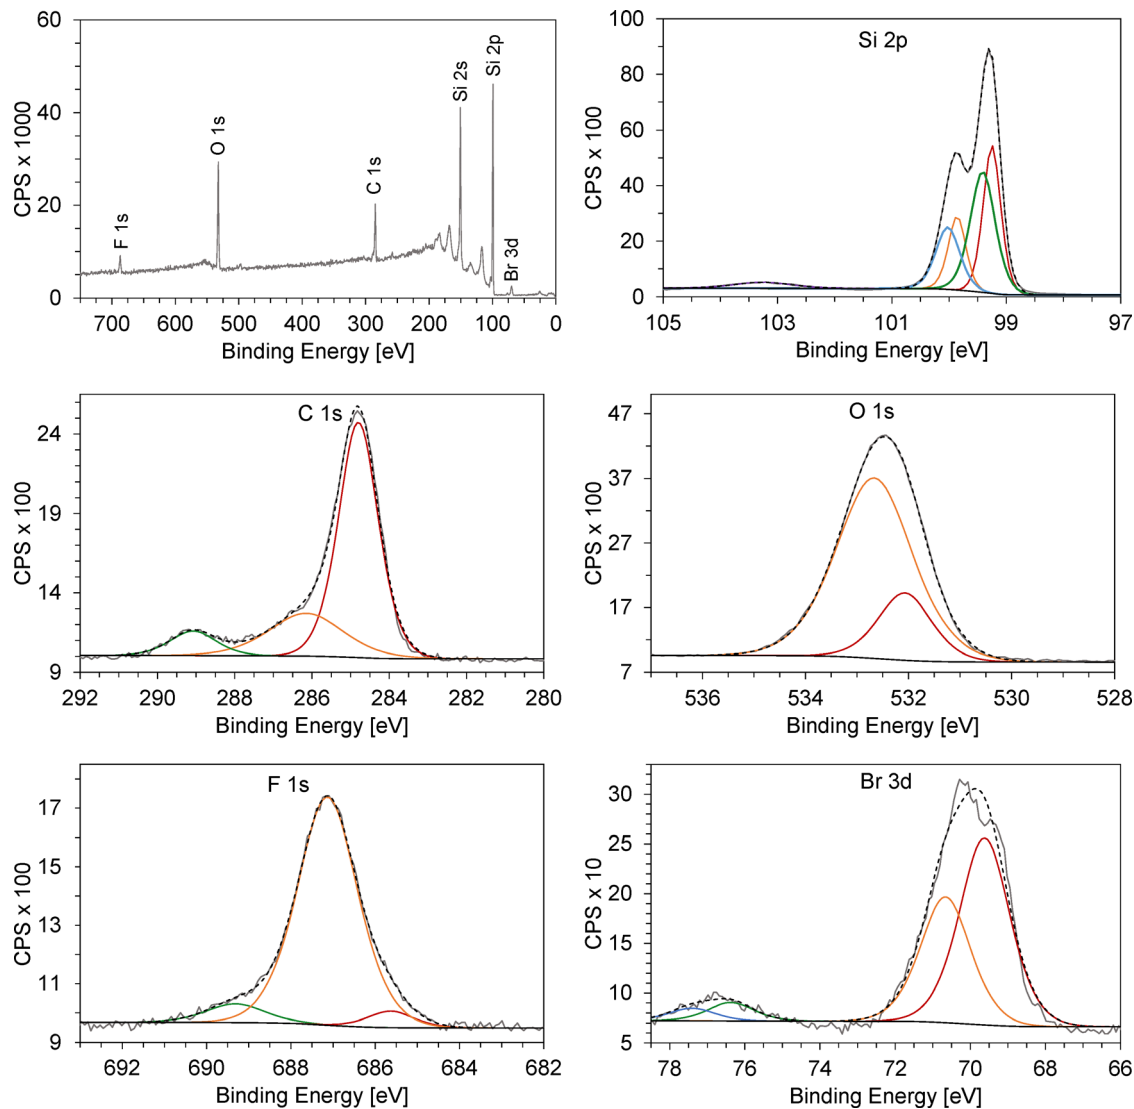 60
40
20
0
CPS x 1000
F 1s
O 1s
C 1s
Si 2s
Si 2p
Br 3d
700 600 500 400 300 200 100 0
Binding Energy [eV]
Si 2p
100
80
60
40
20
0
CPS x 100
105 103 101 99 97
Binding Energy [eV]
C 1s
24
19
14
9
CPS x 100
292 290 288 286 284 282 280
Binding Energy [eV]
O 1s
47
37
27
17
7
CPS x 100
536 534 532 530 528
Binding Energy [eV]
F 1s
17
15
13
11
9
CPS x 100
692 690 688 686 684 682
Binding Energy [eV]
Br 3d
30
25
20
15
10
5
CPS x 10
78 76 74 72 70 68 66
Binding Energy [eV]